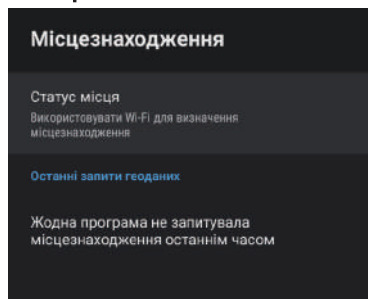 Місцезнаходження
Статус місця
Використовувати Wi-Fi для визначення
місцезнаходження
Останні запити геоданих
Жодна програма не запитувала
місцезнаходження останнім часом